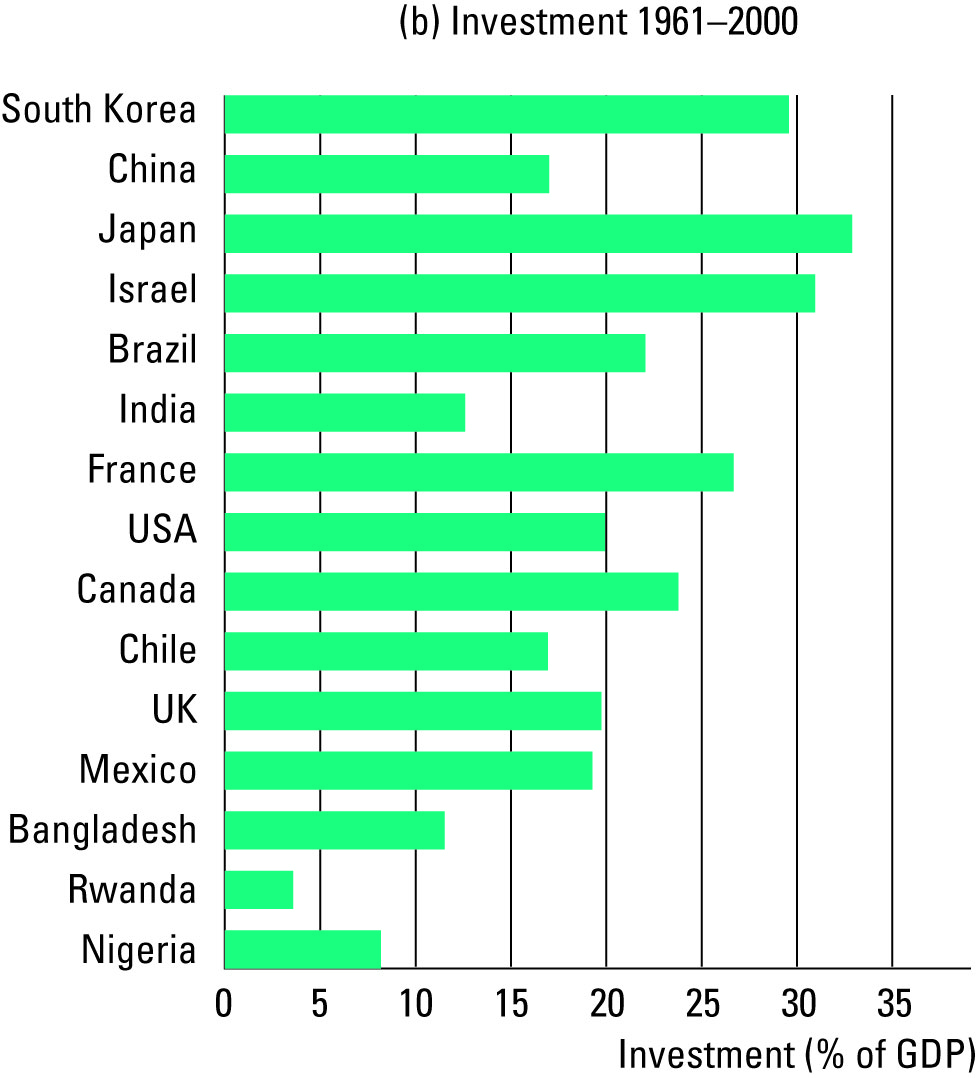 (b) Investment 1961–2000
South Korea
China
Japan
Israel
Brazil
India
France
USA
Canada
Chile
UK
Mexico
Bangladesh
Rwanda
Nigeria
0 5 10 15 20 25 30 35
Investment (% of GDP)